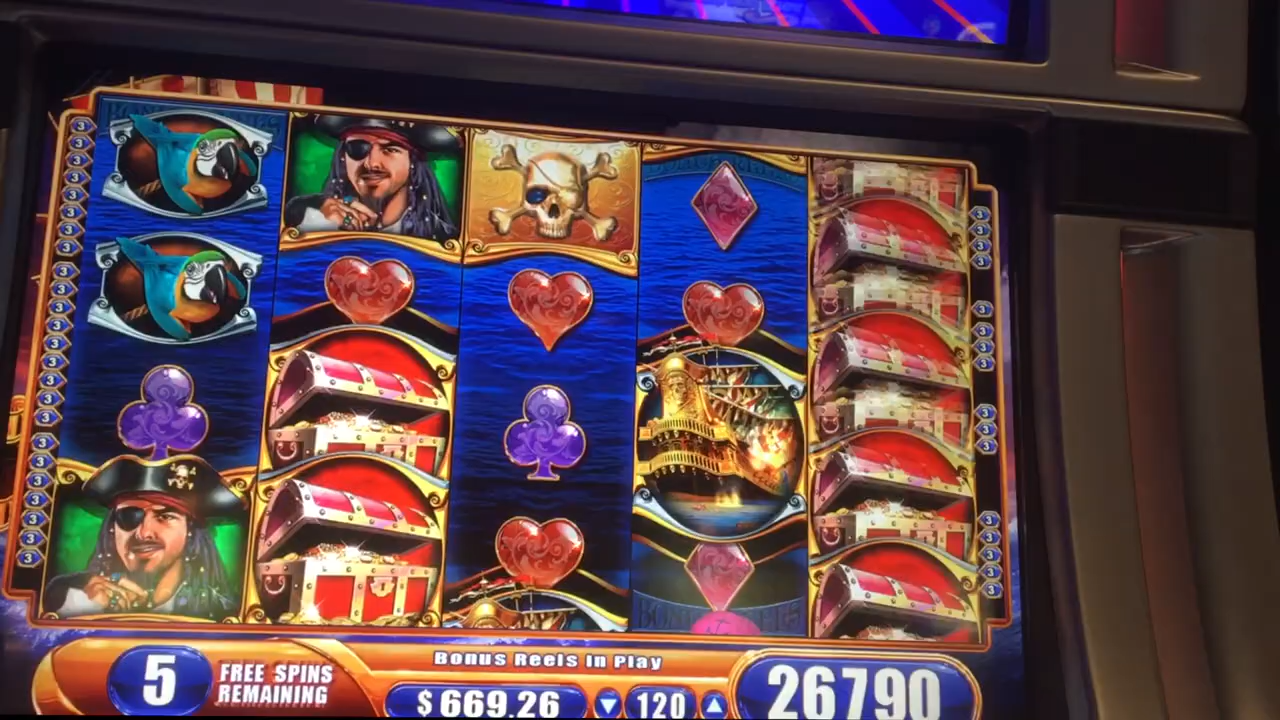 Bonus Reels In Play
5
FREE SPINS
REMAINING
$669.26
120
26790